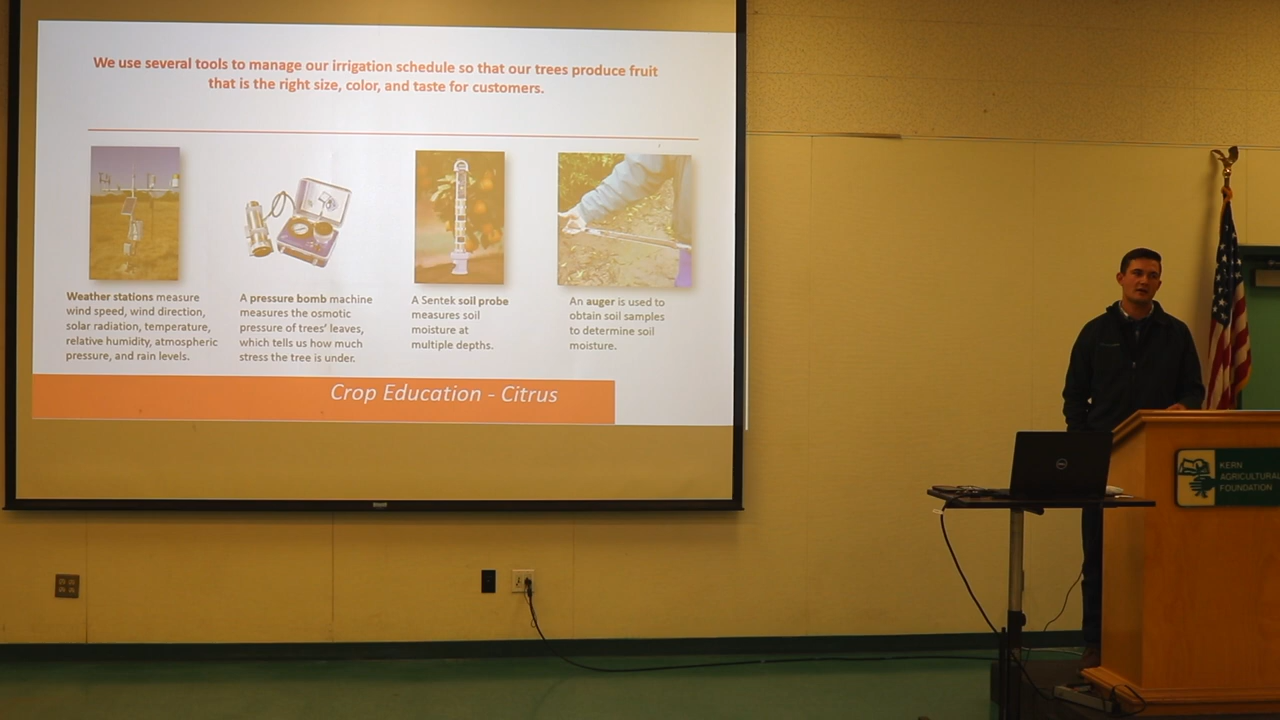 We use several tools to manage our irrigation schedule so that our trees produce fruit
that is the right size, color, and taste for customers.
Weather stations measure
wind speed, wind direction,
solar radiation, temperature,
relative humidity, atmospheric
pressure, and rain levels.
A pressure bomb machine
measures the osmotic
pressure of trees' leaves,
which tells us how much
stress the tree is under.
A Sentek soil probe
measures soil
moisture at
multiple depths.
An auger is used to
obtain soil samples
to determine soil
moisture.
Crop Education - Citrus
KERN
AGRICULTURAL
FOUNDATION
DELL